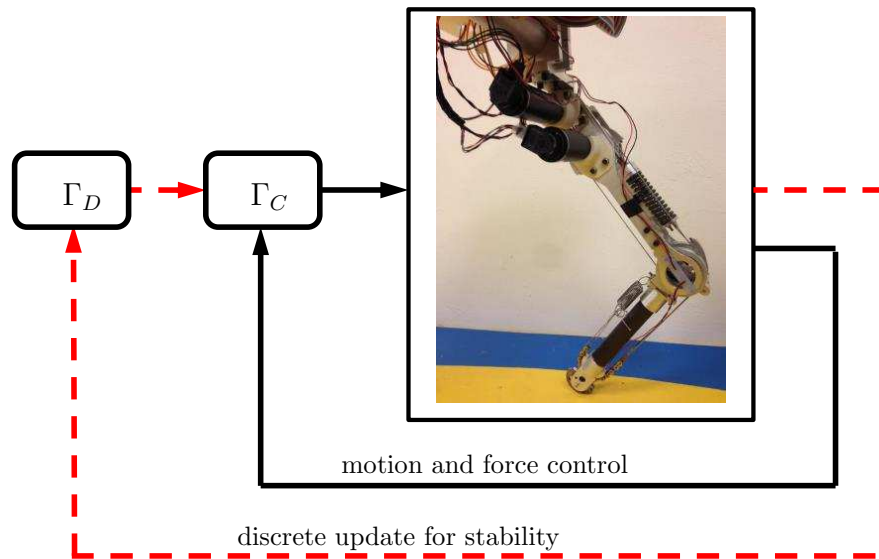 Γ_D
Γ_C
motion and force control
discrete update for stability